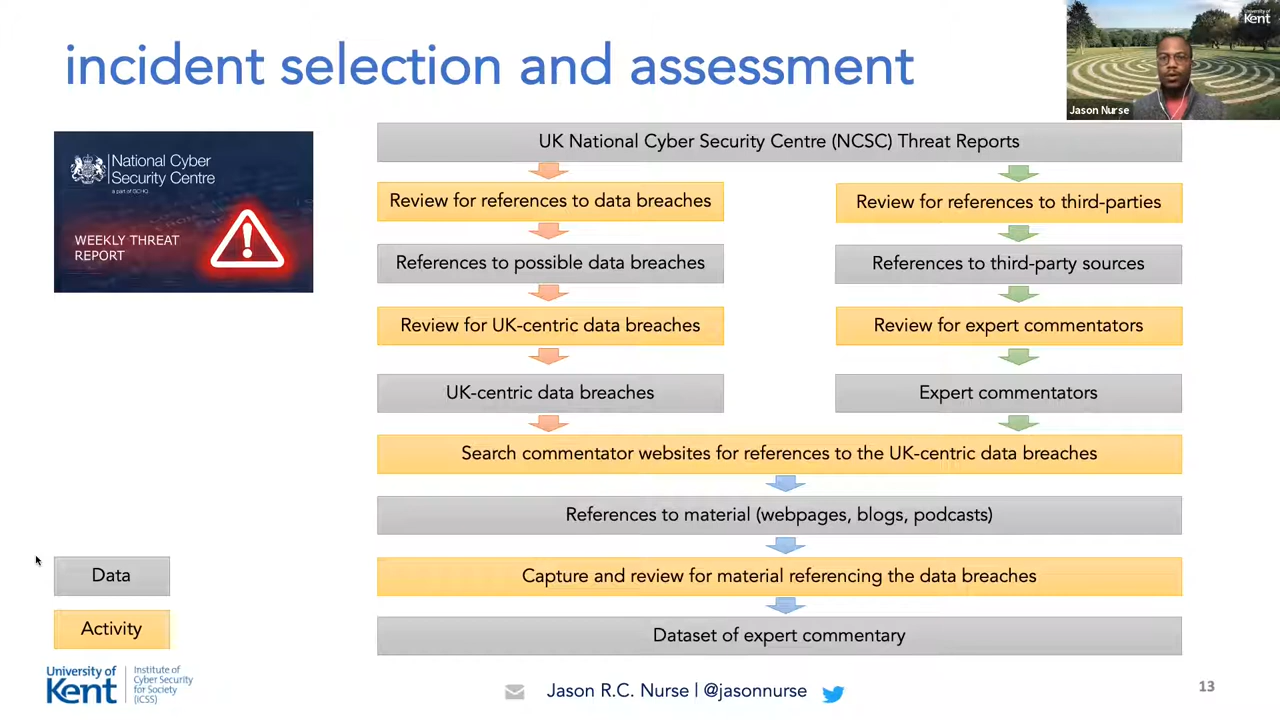 incident selection and assessment
University of
Kent
Jason Nurse
National Cyber
Security Centre
a part of GCHQ
WEEKLY THREAT
REPORT
UK National Cyber Security Centre (NCSC) Threat Reports
Review for references to data breaches
Review for references to third-parties
References to possible data breaches
References to third-party sources
Review for UK-centric data breaches
Review for expert commentators
UK-centric data breaches
Expert commentators
Search commentator websites for references to the UK-centric data breaches
References to material (webpages, blogs, podcasts)
Capture and review for material referencing the data breaches
Dataset of expert commentary
Data
Activity
University of
Kent
Institute of
Cyber Security
for Society
(ICSS)
Jason R.C. Nurse | @jasonnurse
13